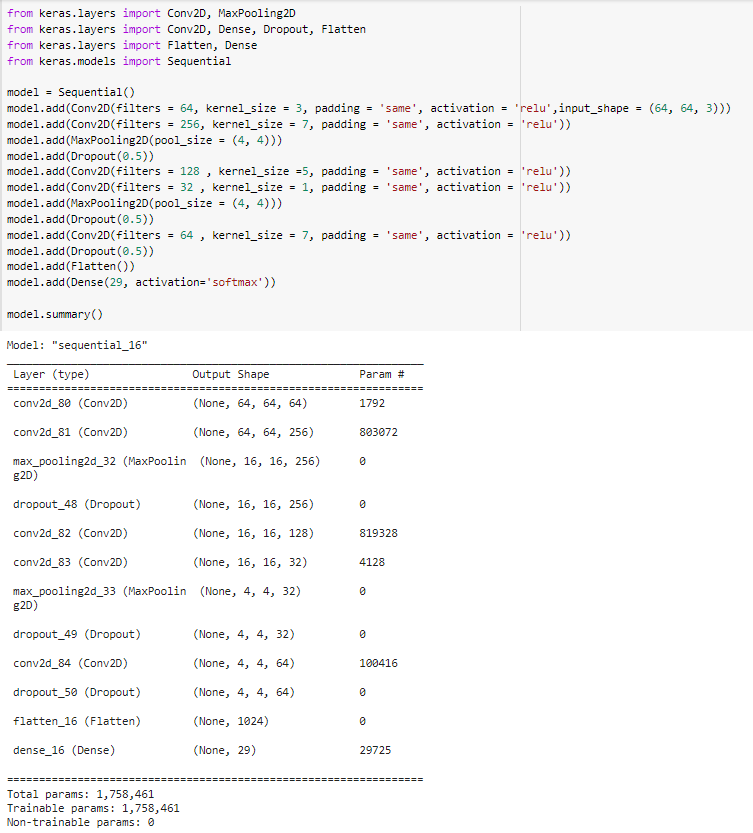 from keras.layers import Conv2D, MaxPooling2D
from keras.layers import Conv2D, Dense, Dropout, Flatten
from keras.layers import Flatten, Dense
from keras.models import Sequential
model = Sequential()
model.add(Conv2D(filters = 64, kernel_size = 3, padding = 'same', activation = 'relu',input_shape = (64, 64, 3)))
model.add(Conv2D(filters = 256, kernel_size = 7, padding = 'same', activation = 'relu'))
model.add(MaxPooling2D(pool_size = (4, 4)))
model.add(Dropout(0.5))
model.add(Conv2D(filters = 128 , kernel_size =5, padding = 'same', activation = 'relu'))
model.add(Conv2D(filters = 32 , kernel_size = 1, padding = 'same', activation = 'relu'))
model.add(MaxPooling2D(pool_size = (4, 4)))
model.add(Dropout(0.5))
model.add(Conv2D(filters = 64 , kernel_size = 7, padding = 'same', activation = 'relu'))
model.add(Dropout(0.5))
model.add(Flatten())
model.add(Dense(29, activation='softmax'))
model.summary()
Model: "sequential_16"
_________________________________________________________________
Layer (type) Output Shape Param #
=================================================================
conv2d_80 (Conv2D) (None, 64, 64, 64) 1792
conv2d_81 (Conv2D) (None, 64, 64, 256) 803072
max_pooling2d_32 (MaxPoolin (None, 16, 16, 256) 0
g2D)
dropout_48 (Dropout) (None, 16, 16, 256) 0
conv2d_82 (Conv2D) (None, 16, 16, 128) 819328
conv2d_83 (Conv2D) (None, 16, 16, 32) 4128
max_pooling2d_33 (MaxPoolin (None, 4, 4, 32) 0
g2D)
dropout_49 (Dropout) (None, 4, 4, 32) 0
conv2d_84 (Conv2D) (None, 4, 4, 64) 100416
dropout_50 (Dropout) (None, 4, 4, 64) 0
flatten_16 (Flatten) (None, 1024) 0
dense_16 (Dense) (None, 29) 29725
=================================================================
Total params: 1,758,461
Trainable params: 1,758,461
Non-trainable params: 0